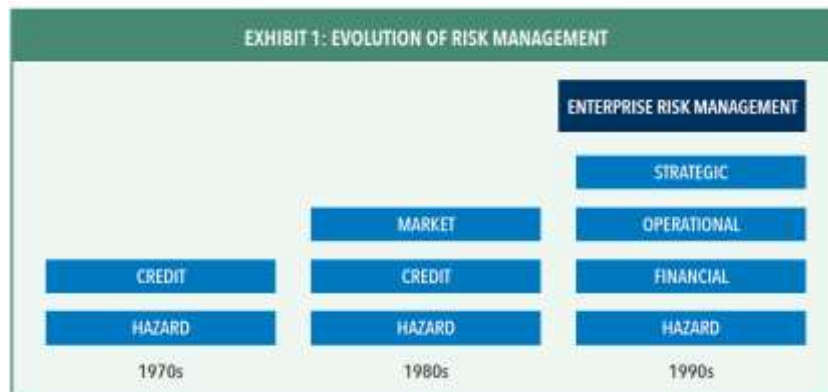 EXHIBIT 1: EVOLUTION OF RISK MANAGEMENT
ENTERPRISE RISK MANAGEMENT
STRATEGIC
MARKET OPERATIONAL
CREDIT CREDIT FINANCIAL
HAZARD HAZARD HAZARD
1970s 1980s 1990s